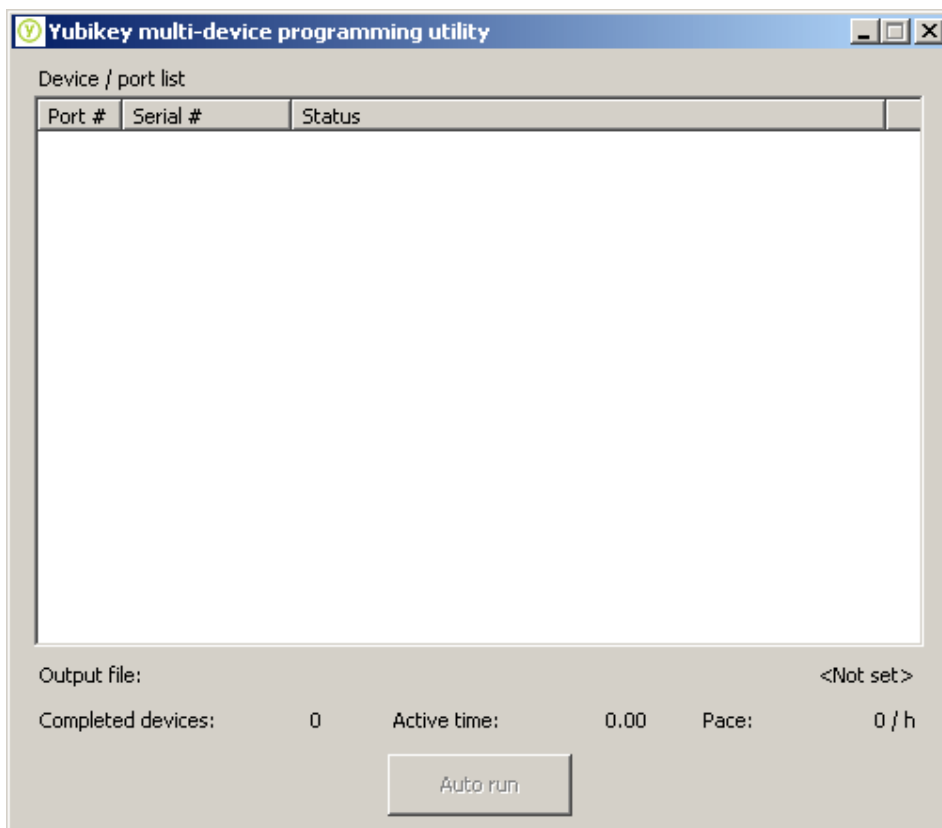 Yubikey multi-device programming utility
Device / port list
Port # Serial # Status
Output file: <Not set>
Completed devices: 0 Active time: 0.00 Pace: 0 / h
Auto run